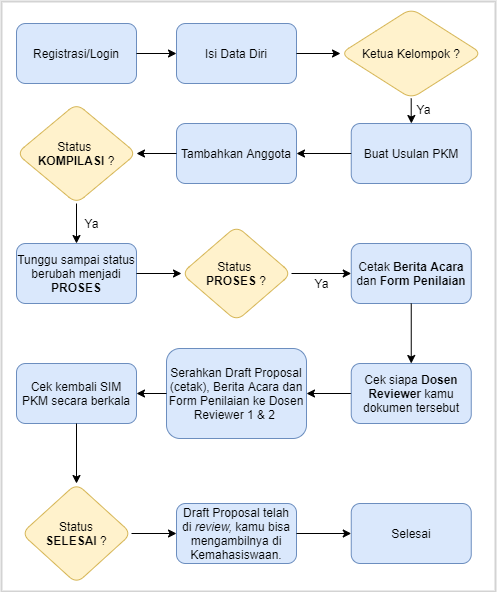 Registrasi/Login
Isi Data Diri
Ketua Kelompok ?
Ya
Buat Usulan PKM
Tambahkan Anggota
Status
KOMPILASI ?
Ya
Tunggu sampai status
berubah menjadi
PROSES
Status
PROSES ?
Ya
Cetak Berita Acara
dan Form Penilaian
Cek siapa Dosen
Reviewer kamu
dokumen tersebut
Serahkan Draft Proposal
(cetak), Berita Acara dan
Form Penilaian ke Dosen
Reviewer 1 & 2
Cek kembali SIM
PKM secara berkala
Status
SELESAI ?
Draft Proposal telah
di review, kamu bisa
mengambilnya di
Kemahasiswaan.
Selesai